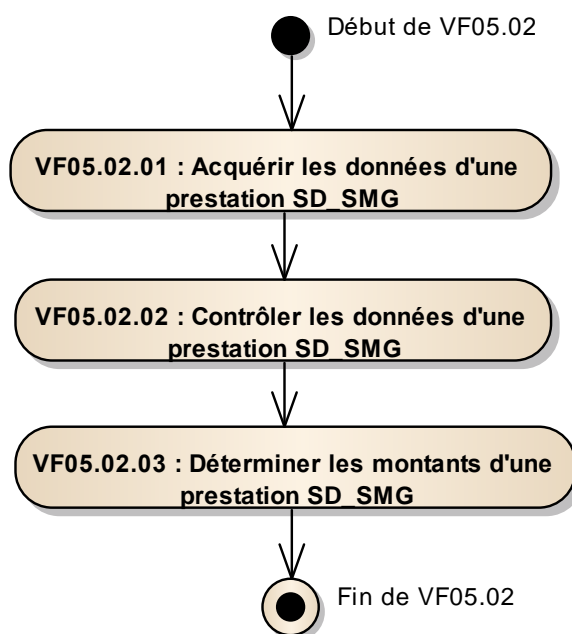 Début de VF05.02
VF05.02.01 : Acquérir les données d'une
prestation SD_SMG
VF05.02.02 : Contrôler les données d'une
prestation SD_SMG
VF05.02.03 : Déterminer les montants d'une
prestation SD_SMG
Fin de VF05.02